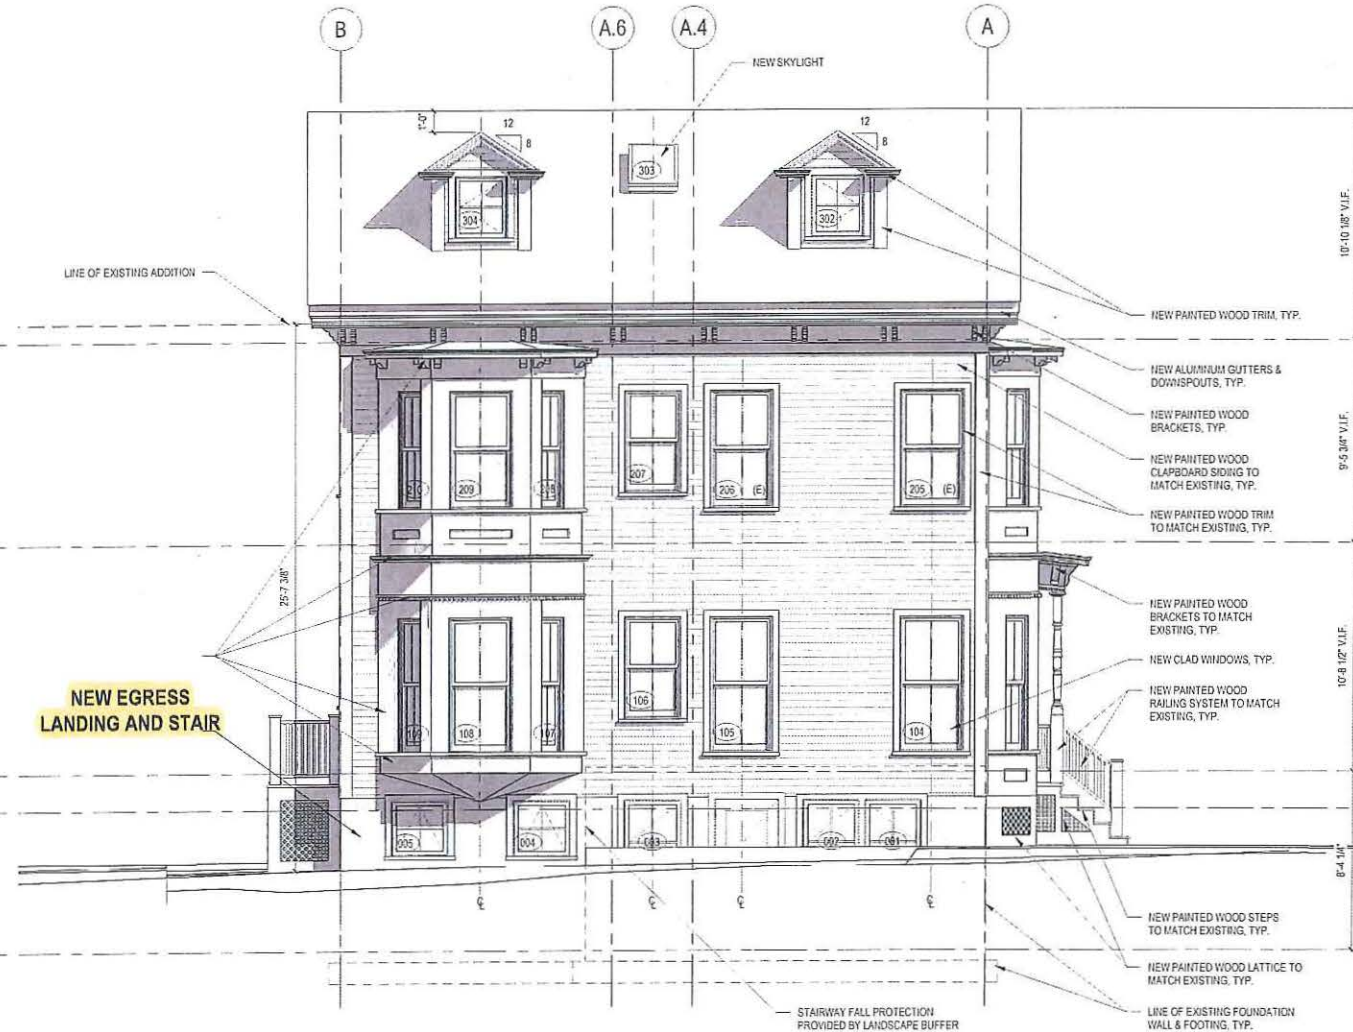 B
A.6
A.4
A
NEW SKYLIGHT
1'-0"
12
8
12
8
303
304
302
LINE OF EXISTING ADDITION
10'-10 1/8" V.I.F.
NEW PAINTED WOOD TRIM, TYP.
NEW ALUMINUM GUTTERS &
DOWNSPOUTS, TYP.
NEW PAINTED WOOD
BRACKETS, TYP.
NEW PAINTED WOOD
CLAPBOARD SIDING TO
MATCH EXISTING, TYP.
9'-5 3/4" V.I.F.
NEW PAINTED WOOD TRIM
TO MATCH EXISTING, TYP.
210
209
208
207
206 (E)
205 (E)
25'-7 3/8"
NEW PAINTED WOOD
BRACKETS TO MATCH
EXISTING, TYP.
NEW CLAD WINDOWS, TYP.
10'-8 1/2" V.I.F.
NEW PAINTED WOOD
RAILING SYSTEM TO MATCH
EXISTING, TYP.
NEW EGRESS
LANDING AND STAIR
109
108
107
106
105
104
005
004
003
002
001
8'-4 1/4"
NEW PAINTED WOOD STEPS
TO MATCH EXISTING, TYP.
NEW PAINTED WOOD LATTICE TO
MATCH EXISTING, TYP.
STAIRWAY FALL PROTECTION
PROVIDED BY LANDSCAPE BUFFER
LINE OF EXISTING FOUNDATION
WALL & FOOTING, TYP.